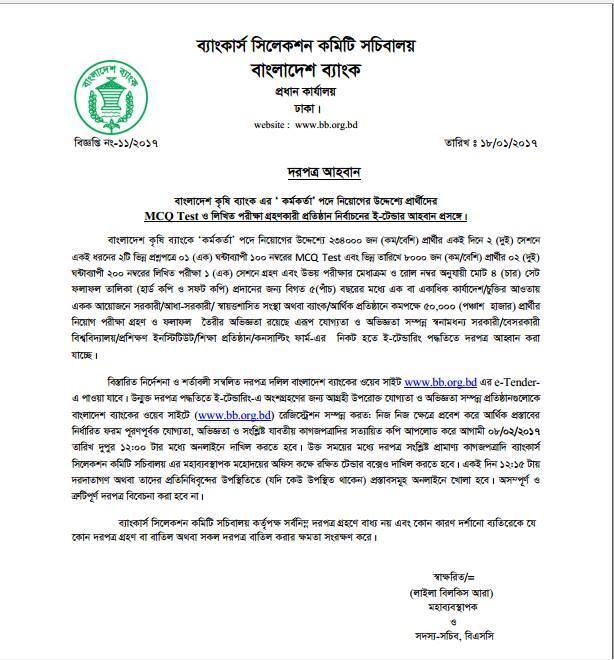 ব্যাংকার্স সিলেকশন কমিটি সচিবালয়
বাংলাদেশ ব্যাংক
প্রধান কার্যালয়
ঢাকা।
website : www.bb.org.bd
বাংলাদেশ ব্যাংক
বিজ্ঞপ্তি নং-১১/২০১৭
তারিখ ঃ ১৮/০১/২০১৭
দরপত্র আহবান
বাংলাদেশ কৃষি ব্যাংক এর ‘ কর্মকর্তা’ পদে নিয়োগের উদ্দেশ্যে প্রার্থীদের
MCQ Test ও লিখিত পরীক্ষা গ্রহণকারী প্রতিষ্ঠান নির্বাচনের ই-টেন্ডার আহবান প্রসঙ্গে।
বাংলাদেশ কৃষি ব্যাংকে ‘কর্মকর্তা’ পদে নিয়োগের উদ্দেশ্যে ২৩৪০০০ জন (কম/বেশি) প্রার্থীর একই দিনে ২ (দুই) সেশনে
একই ধরনের ২টি ভিন্ন প্রশ্নপত্রে ০১ (এক) ঘন্টাব্যাপী ১০০ নম্বরের MCQ Test এবং ভিন্ন তারিখে ৮০০০ জন (কম/বেশি) প্রার্থীর ০২ (দুই)
ঘন্টাব্যাপী ২০০ নম্বরের লিখিত পরীক্ষা ১ (এক) সেশনে গ্রহণ এবং উভয় পরীক্ষার মেধাক্রম ও রোল নম্বর অনুযায়ী মোট ৪ (চার) সেট
ফলাফল তালিকা (হার্ড কপি ও সফট কপি) প্রদানের জন্য বিগত ৫(পাঁচ) বছরের মধ্যে এক বা একাধিক কার্যাদেশ/চুক্তির আওতায়
একক আয়োজনে সরকারী/আধা-সরকারী/ স্বায়ত্তশাসিত সংস্থা অথবা ব্যাংক/আর্থিক প্রতিষ্ঠানে কমপক্ষে ৫০,০০০ (পঞ্চাশ হাজার) প্রার্থীর
নিয়োগ পরীক্ষা গ্রহণ ও ফলাফল তৈরীর অভিজ্ঞতা রয়েছে এরূপ যোগ্যতা ও অভিজ্ঞতা সম্পন্ন স্বনামধন্য সরকারী/বেসরকারী
বিশ্ববিদ্যালয়/প্রশিক্ষণ ইনস্টিটিউট/শিক্ষা প্রতিষ্ঠান/কনসাল্টিং ফার্ম-এর নিকট হতে ই-টেন্ডারিং পদ্ধতিতে দরপত্র আহ্বান করা
যাচ্ছে।
বিস্তারিত নির্দেশনা ও শর্তাবলী সম্বলিত দরপত্র দলিল বাংলাদেশ ব্যাংকের ওয়েব সাইট www.bb.org.bd এর e-Tender-
এ পাওয়া যাবে। উন্মুক্ত দরপত্র পদ্ধতিতে ই-টেন্ডারিং-এ অংশগ্রহণের জন্য আগ্রহী উপরোক্ত যোগ্যতা ও অভিজ্ঞতা সম্পন্ন প্রতিষ্ঠানগুলোকে
বাংলাদেশ ব্যাংকের ওয়েব সাইটে (www.bb.org.bd) রেজিস্ট্রেশন সম্পন্ন করত: নিজ নিজ ক্ষেত্রে প্রবেশ করে আর্থিক প্রস্তাবের
নির্ধারিত ফরম পূরণপূর্বক যোগ্যতা, অভিজ্ঞতা ও সংশ্লিষ্ট যাবতীয় কাগজপত্রাদির সত্যায়িত কপি আপলোড করে আগামী ০৮/০২/২০১৭
তারিখ দুপুর ১২:০০ টার মধ্যে অনলাইনে দাখিল করতে হবে। উক্ত সময়ের মধ্যে দরপত্র সংশ্লিষ্ট প্রামাণ্য কাগজপত্রাদি ব্যাংকার্স
সিলেকশন কমিটি সচিবালয় এর মহাব্যবস্থাপক মহোদয়ের অফিস কক্ষে রক্ষিত টেন্ডার বক্সেও দাখিল করতে হবে। একই দিন ১২:১৫ টায়
দরদাতাগণ অথবা তাদের প্রতিনিধিবৃন্দের উপস্থিতিতে (যদি কেউ উপস্থিত থাকেন) প্রস্তাবসমূহ অনলাইনে খোলা হবে। অসম্পূর্ণ ও
ত্রুটিপূর্ণ দরপত্র বিবেচনা করা হবে না।
ব্যাংকার্স সিলেকশন কমিটি সচিবালয় কর্তৃপক্ষ সর্বনিম্ন দরপত্র গ্রহণে বাধ্য নয় এবং কোন কারণ দর্শানো ব্যতিরেকে যে
কোন দরপত্র গ্রহণ বা বাতিল অথবা সকল দরপত্র বাতিল করার ক্ষমতা সংরক্ষণ করে।
স্বাক্ষরিত/=
(লাইলা বিলকিস আরা)
মহাব্যবস্থাপক
ও
সদস্য-সচিব, বিএসসি